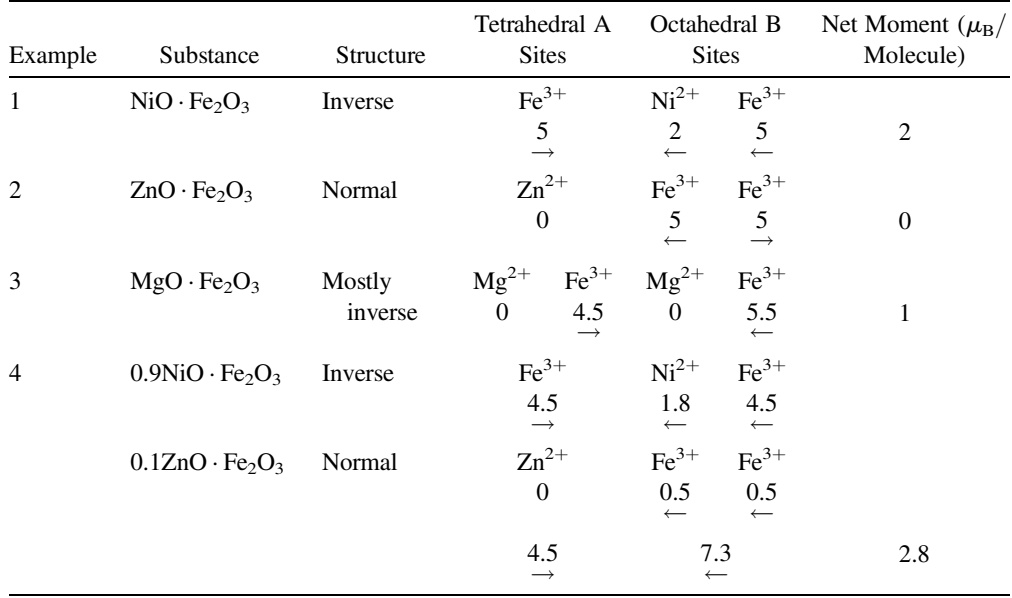 Tetrahedral A Octahedral B Net Moment (μB/
Example Substance Structure Sites Sites Molecule)
1 NiO · Fe2O3 Inverse Fe3+ Ni2+ Fe3+
5 2 5 2
→ ← ←
2 ZnO · Fe2O3 Normal Zn2+ Fe3+ Fe3+
0 5 5 0
← →
3 MgO · Fe2O3 Mostly Mg2+ Fe3+ Mg2+ Fe3+
inverse 0 4.5 0 5.5 1
→ ←
4 0.9NiO · Fe2O3 Inverse Fe3+ Ni2+ Fe3+
4.5 1.8 4.5
→ ← ←
0.1ZnO · Fe2O3 Normal Zn2+ Fe3+ Fe3+
0 0.5 0.5
← ←
4.5 7.3 2.8
→ ←